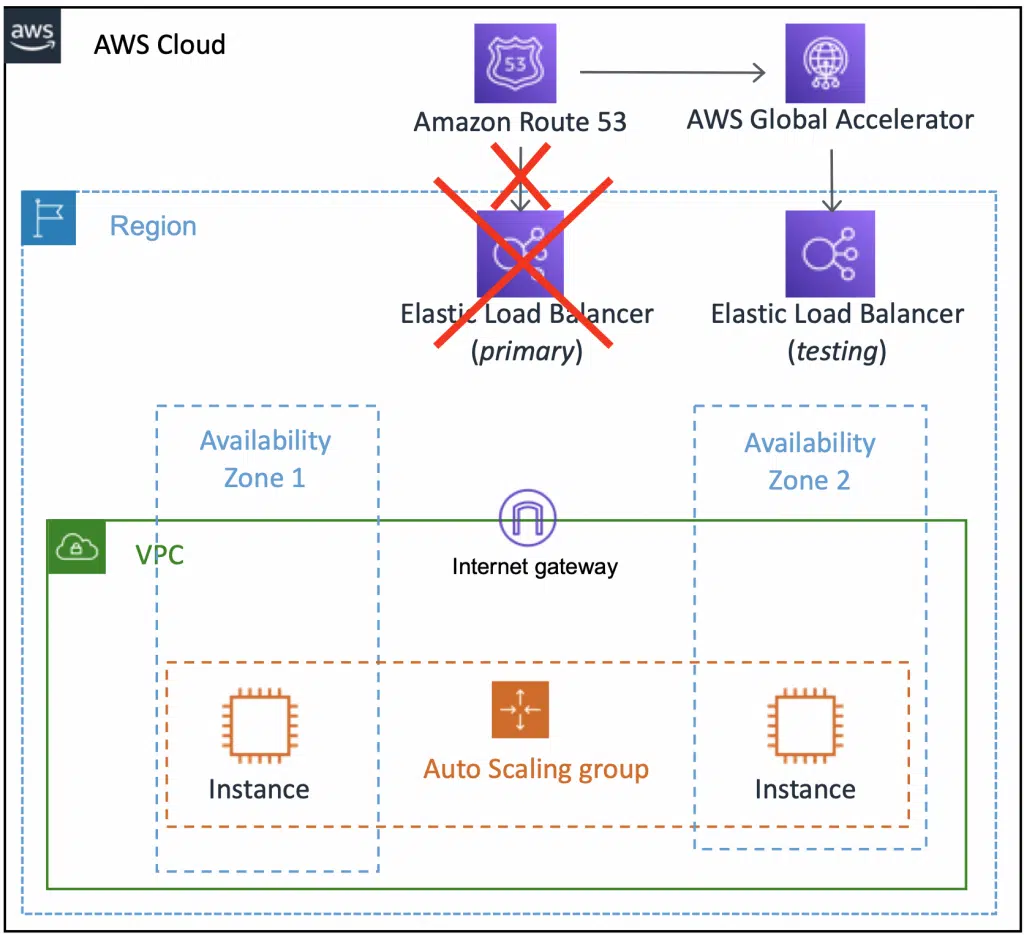 aws
AWS Cloud
53
Amazon Route 53
AWS Global Accelerator
Region
Elastic Load Balancer
(primary)
Elastic Load Balancer
(testing)
Availability
Zone 1
Availability
Zone 2
VPC
Internet gateway
Instance
Auto Scaling group
Instance